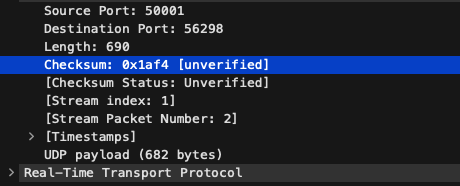 Source Port: 50001
Destination Port: 56298
Length: 690
Checksum: 0x1af4 [unverified]
[Checksum Status: Unverified]
[Stream index: 1]
[Stream Packet Number: 2]
[Timestamps]
UDP payload (682 bytes)
Real-Time Transport Protocol